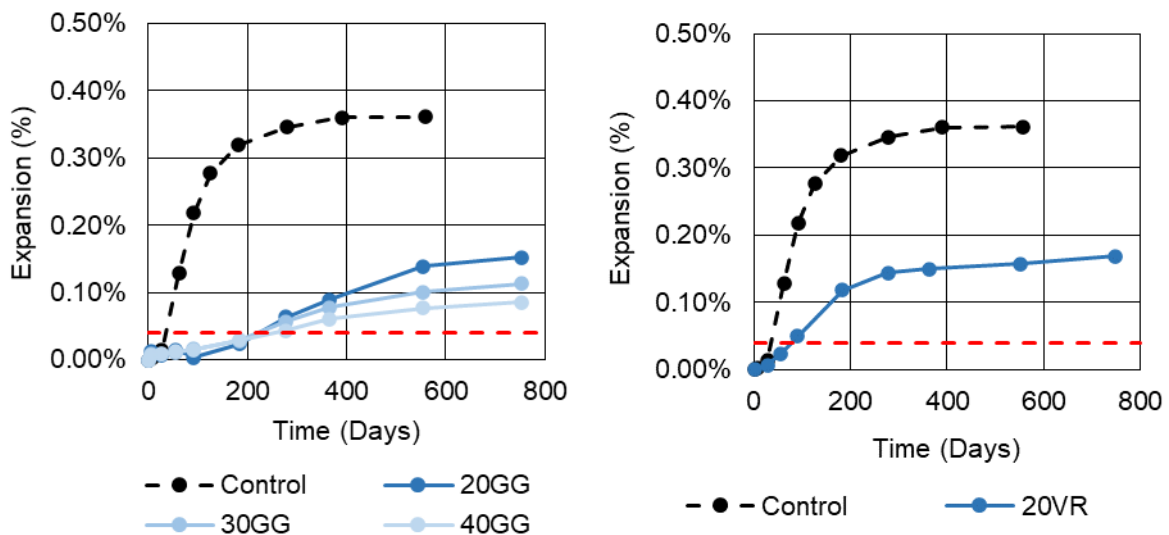 0.50%
0.40%
0.30%
0.20%
0.10%
0.00%
Expansion (%)
0 200 400 600 800
Time (Days)
Control 20GG
30GG 40GG
0.50%
0.40%
0.30%
0.20%
0.10%
0.00%
Expansion (%)
0 200 400 600 800
Time (Days)
Control 20VR